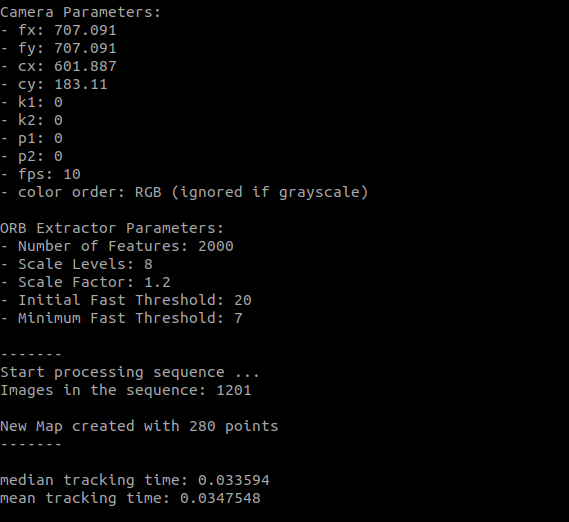 Camera Parameters:
- fx: 707.091
- fy: 707.091
- cx: 601.887
- cy: 183.11
- k1: 0
- k2: 0
- p1: 0
- p2: 0
- fps: 10
- color order: RGB (ignored if grayscale)
ORB Extractor Parameters:
- Number of Features: 2000
- Scale Levels: 8
- Scale Factor: 1.2
- Initial Fast Threshold: 20
- Minimum Fast Threshold: 7
-------
Start processing sequence ...
Images in the sequence: 1201
New Map created with 280 points
-------
median tracking time: 0.033594
mean tracking time: 0.0347548